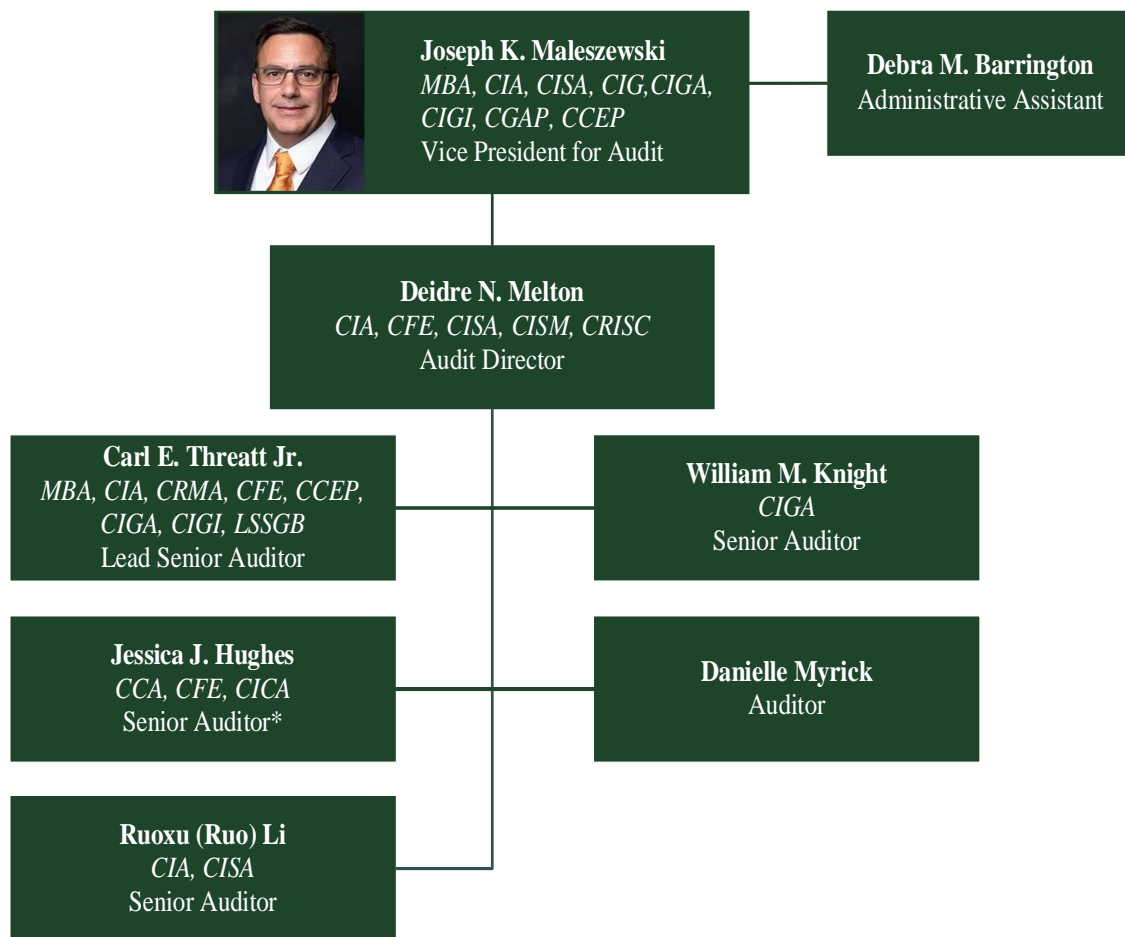 Joseph K. Maleszewski
MBA, CIA, CISA, CIG,CIGA,
CIGI, CGAP, CCEP
Vice President for Audit
Debra M. Barrington
Administrative Assistant
Deidre N. Melton
CIA, CFE, CISA, CISM, CRISC
Audit Director
Carl E. Threatt Jr.
MBA, CIA, CRMA, CFE, CCEP,
CIGA, CIGI, LSSGB
Lead Senior Auditor
William M. Knight
CIGA
Senior Auditor
Jessica J. Hughes
CCA, CFE, CICA
Senior Auditor*
Danielle Myrick
Auditor
Ruoxu (Ruo) Li
CIA, CISA
Senior Auditor